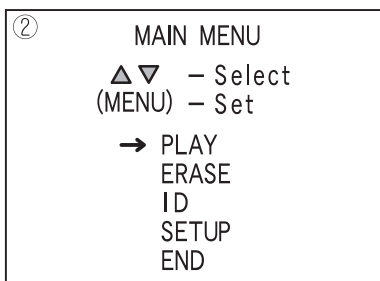 ②
MAIN MENU
△ ▽ – Select
(MENU) – Set
→ PLAY
ERASE
ID
SETUP
END